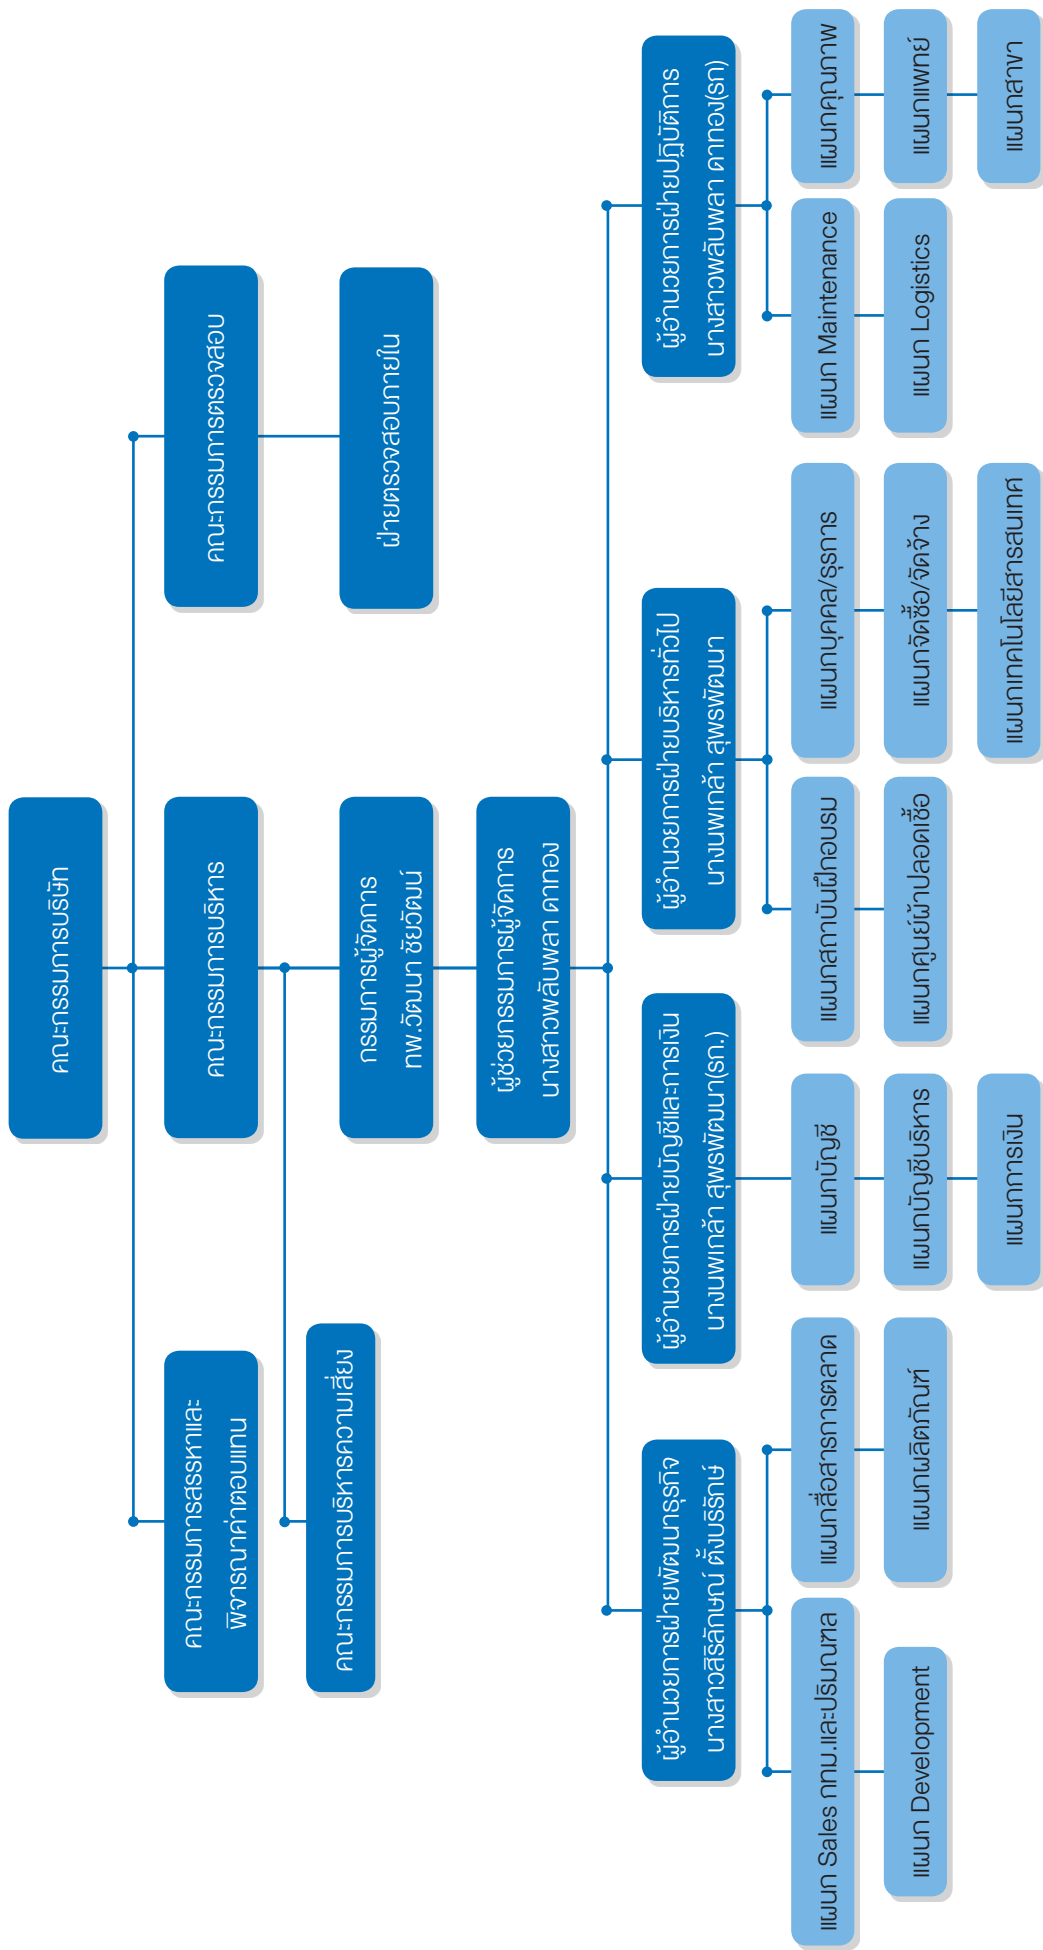 คณะกรรมการบริษัท
คณะกรรมการสรรหาและ
พิจารณาค่าตอบแทน
คณะกรรมการบริหาร
คณะกรรมการตรวจสอบ
คณะกรรมการบริหารความเสี่ยง
กรรมการผู้จัดการ
ทพ.วัฒนา ชัยวัฒน์
ฝ่ายตรวจสอบภายใน
ผู้ช่วยกรรมการผู้จัดการ
นางสาวพลับพลา ดาทอง
ผู้อำนวยการฝ่ายพัฒนาธุรกิจ
นางสาวสิริลักษณ์ ตั้งบริรักษ์
ผู้อำนวยการฝ่ายบัญชีและการเงิน
นางนพเกล้า สุพรพัฒนา(รก.)
ผู้อำนวยการฝ่ายบริหารทั่วไป
นางนพเกล้า สุพรพัฒนา
ผู้อำนวยการฝ่ายปฏิบัติการ
นางสาวพลับพลา ดาทอง(รก)
แผนก Sales กทม.และปริมณฑล
แผนก Development
แผนกสื่อสารการตลาด
แผนกผลิตภัณฑ์
แผนกบัญชี
แผนกบัญชีบริหาร
แผนกการเงิน
แผนกสถาบันฝึกอบรม
แผนกศูนย์ผ้าปลอดเชื้อ
แผนกบุคคล/ธุรการ
แผนกจัดซื้อ/จัดจ้าง
แผนกเทคโนโลยีสารสนเทศ
แผนก Maintenance
แผนก Logistics
แผนกคุณภาพ
แผนกแพทย์
แผนกสาขา